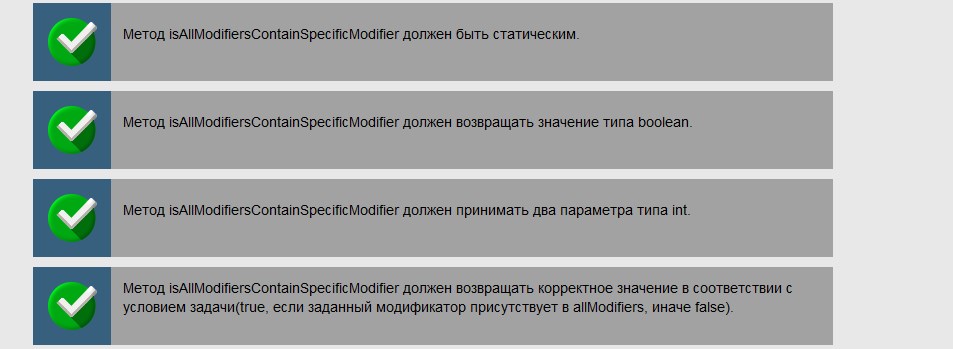 Метод isAllModifiersContainSpecificModifier должен быть статическим.
Метод isAllModifiersContainSpecificModifier должен возвращать значение типа boolean.
Метод isAllModifiersContainSpecificModifier должен принимать два параметра типа int.
Метод isAllModifiersContainSpecificModifier должен возвращать корректное значение в соответствии с
условием задачи(true, если заданный модификатор присутствует в allModifiers, иначе false).